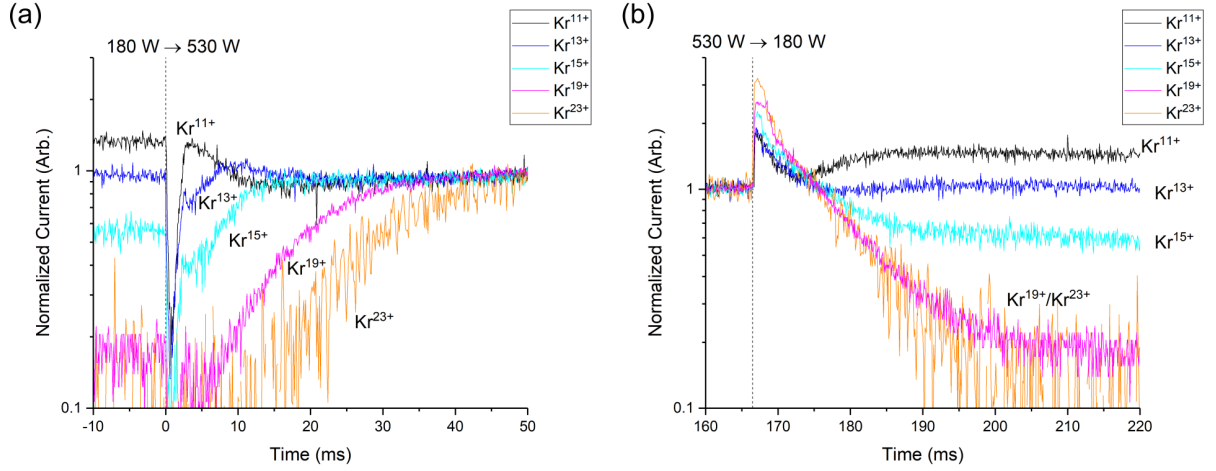 (a)
180 W → 530 W
Kr11+
Kr13+
Kr15+
Kr19+
Kr23+
Normalized Current (Arb.)
1
0.1
Kr11+
Kr13+
Kr15+
Kr19+
Kr23+
-10 0 10 20 30 40 50
Time (ms)
(b)
530 W → 180 W
Kr11+
Kr13+
Kr15+
Kr19+
Kr23+
Normalized Current (Arb.)
1
0.1
Kr11+
Kr13+
Kr15+
Kr19+/Kr23+
160 170 180 190 200 210 220
Time (ms)